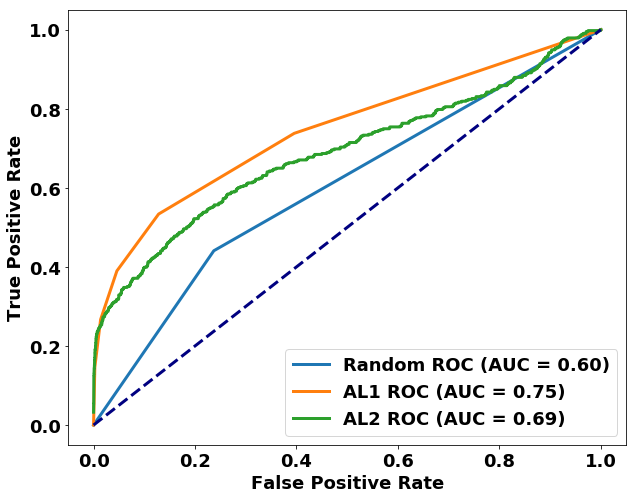 1.0
0.8
0.6
0.4
0.2
0.0
True Positive Rate
Random ROC (AUC = 0.60)
AL1 ROC (AUC = 0.75)
AL2 ROC (AUC = 0.69)
0.0 0.2 0.4 0.6 0.8 1.0
False Positive Rate